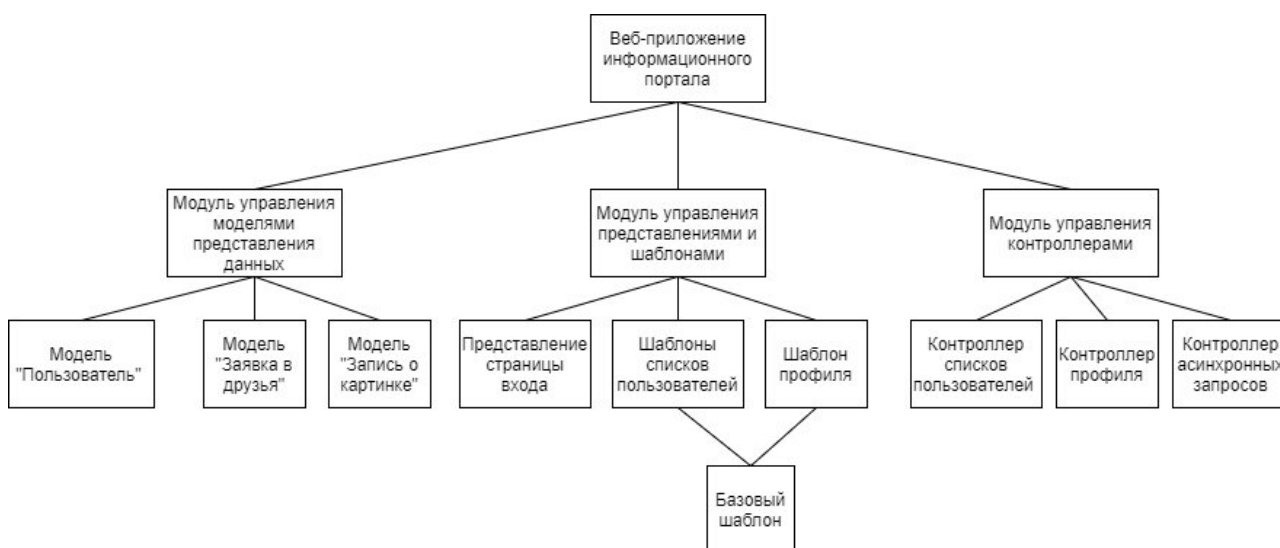 Веб-приложение
информационного
портала
Модуль управления
моделями
представления
данных
Модуль управления
представлениями и
шаблонами
Модуль управления
контроллерами
Модель
"Пользователь"
Модель
"Заявка в
друзья"
Модель
"Запись о
картинке"
Представление
страницы
входа
Шаблоны
списков
пользователей
Шаблон
профиля
Контроллер
списков
пользователей
Контроллер
профиля
Контроллер
асинхронных
запросов
Базовый
шаблон